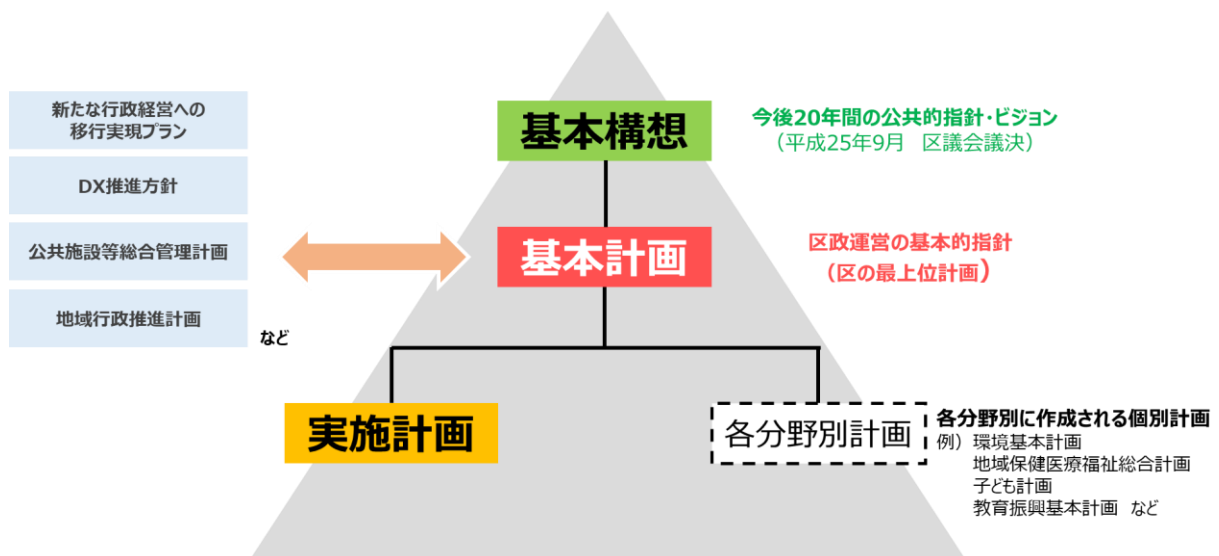 新たな行政経営への
移行実現プラン
DX推進方針
公共施設等総合管理計画
地域行政推進計画
など
基本構想
今後20年間の公共的指針・ビジョン
（平成25年9月　区議会議決）
基本計画
区政運営の基本的指針
（区の最上位計画）
実施計画
各分野別計画
各分野別に作成される個別計画
例）環境基本計画
地域保健医療福祉総合計画
子ども計画
教育振興基本計画　など